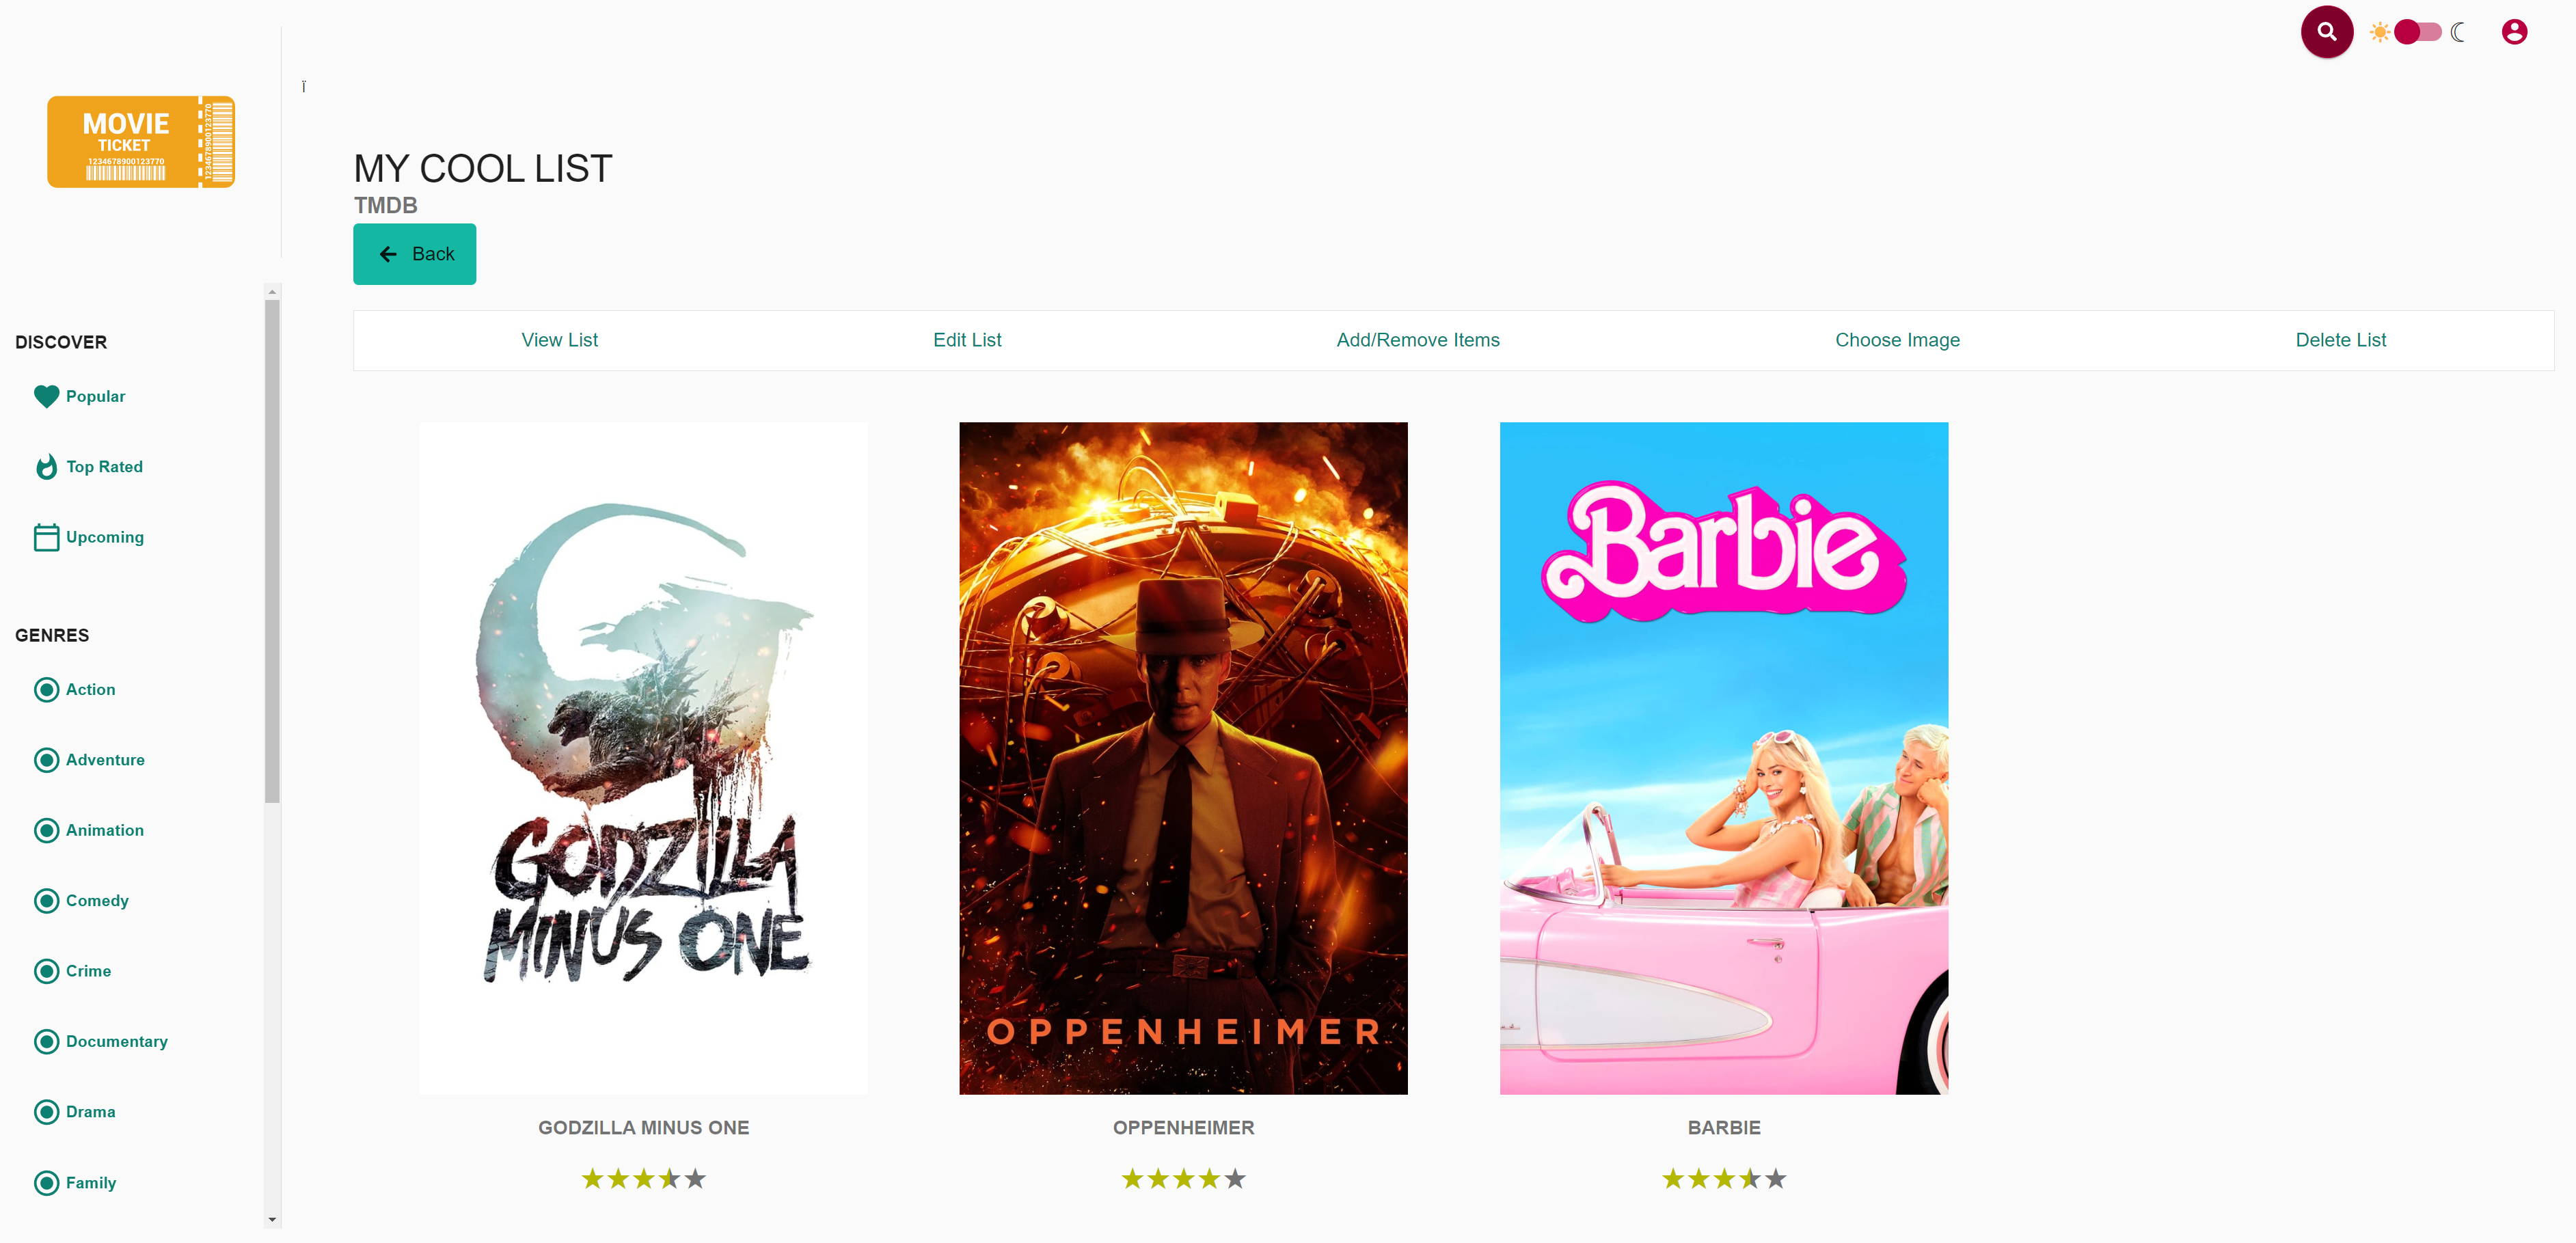 MOVIE
TICKET
1234678900123770
1234678900123770
ï
MY COOL LIST
TMDB
Back
View List
Edit List
Add/Remove Items
Choose Image
Delete List
DISCOVER
Popular
Top Rated
Upcoming
GENRES
Action
Adventure
Animation
Comedy
Crime
Documentary
Drama
Family
GODZILLA
MINUS ONE
OPPENHEIMER
Barbie
GODZILLA MINUS ONE
OPPENHEIMER
BARBIE